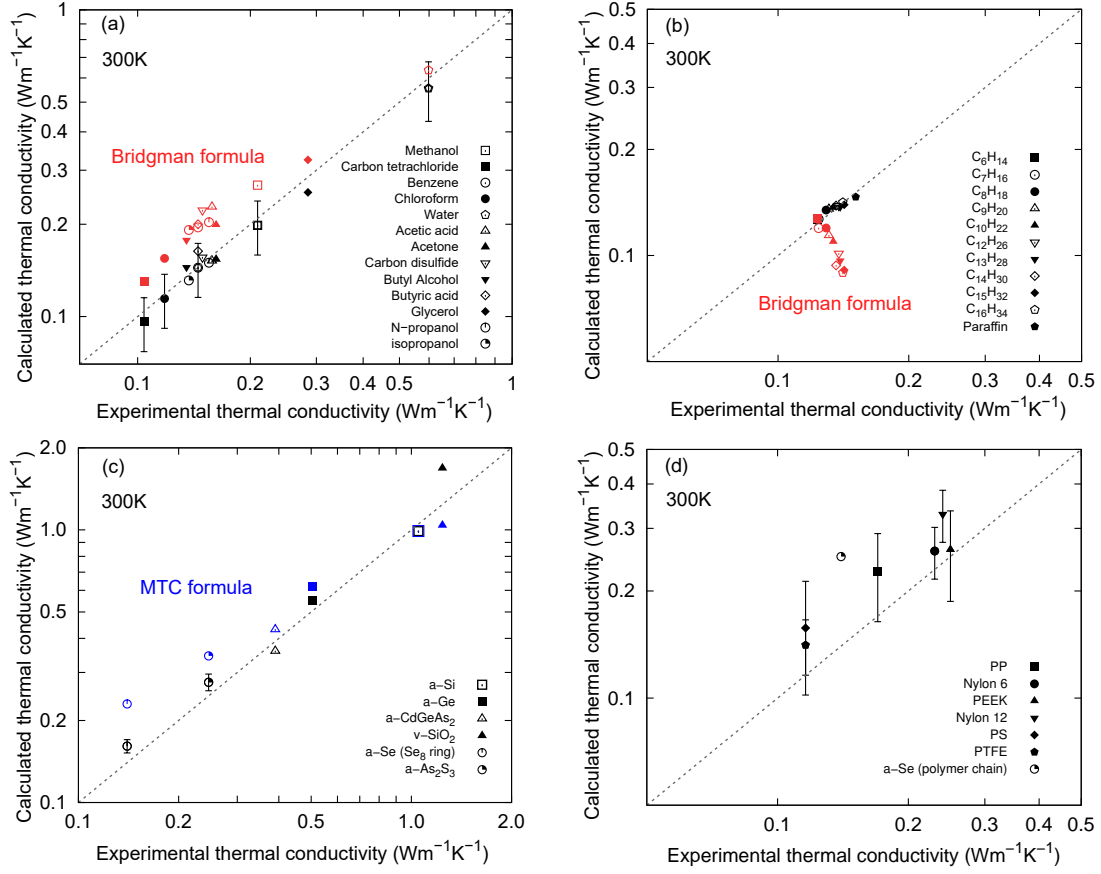 (a)
300K
Bridgman formula
Methanol
Carbon tetrachloride
Benzene
Chloroform
Water
Acetic acid
Acetone
Carbon disulfide
Butyl Alcohol
Butyric acid
Glycerol
N−propanol
isopropanol
1
0.5
0.3
0.2
0.1
0.1
0.2
0.3
0.5
1
Calculated thermal conductivity (Wm⁻¹K⁻¹)
Experimental thermal conductivity (Wm⁻¹K⁻¹)
(b)
300K
Bridgman formula
C₆H₁₄
C₇H₁₆
C₈H₁₈
C₉H₂₀
C₁₀H₂₂
C₁₂H₂₆
C₁₃H₂₈
C₁₄H₃₀
C₁₅H₃₂
C₁₆H₃₄
Paraffin
0.5
0.4
0.3
0.2
0.1
0.1
0.2
0.3
0.4
0.5
Calculated thermal conductivity (Wm⁻¹K⁻¹)
Experimental thermal conductivity (Wm⁻¹K⁻¹)
(c)
300K
MTC formula
a−Si
a−Ge
a−CdGeAs₂
v−SiO₂
a−Se (Se₈ ring)
a−As₂S₃
2.0
1.0
0.5
0.2
0.1
0.1
0.2
0.5
1.0
2.0
Calculated thermal conductivity (Wm⁻¹K⁻¹)
Experimental thermal conductivity (Wm⁻¹K⁻¹)
(d)
300K
PP
Nylon 6
PEEK
Nylon 12
PS
PTFE
a−Se (polymer chain)
0.5
0.4
0.3
0.2
0.1
0.1
0.2
0.3
0.4
0.5
Calculated thermal conductivity (Wm⁻¹K⁻¹)
Experimental thermal conductivity (Wm⁻¹K⁻¹)